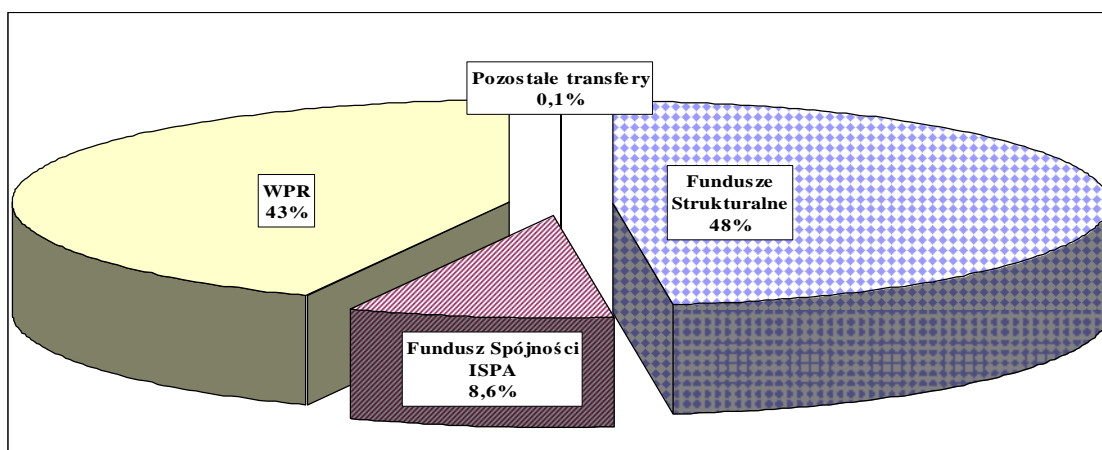 Pozostałe transfery
0,1%
WPR
43%
Fundusze
Strukturalne
48%
Fundusz Spójności
ISPA
8,6%